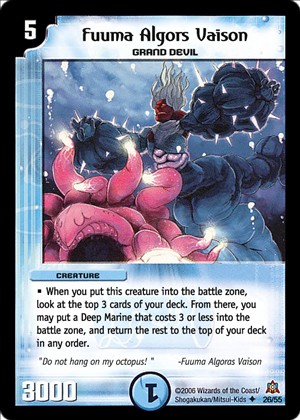 5
Fuuma Algors Vaison
GRAND DEVIL
CREATURE
▪ When you put this creature into the battle zone,
look at the top 3 cards of your deck. From there, you
may put a Deep Marine that costs 3 or less into the
battle zone, and return the rest to the top of your deck
in any order.
"Do not hang on my octopus! " -Fuuma Algoras Vaison
3000
1
©2006 Wizards of the Coast/
Shogakukan/Mitsui-Kids ♦ 26/55